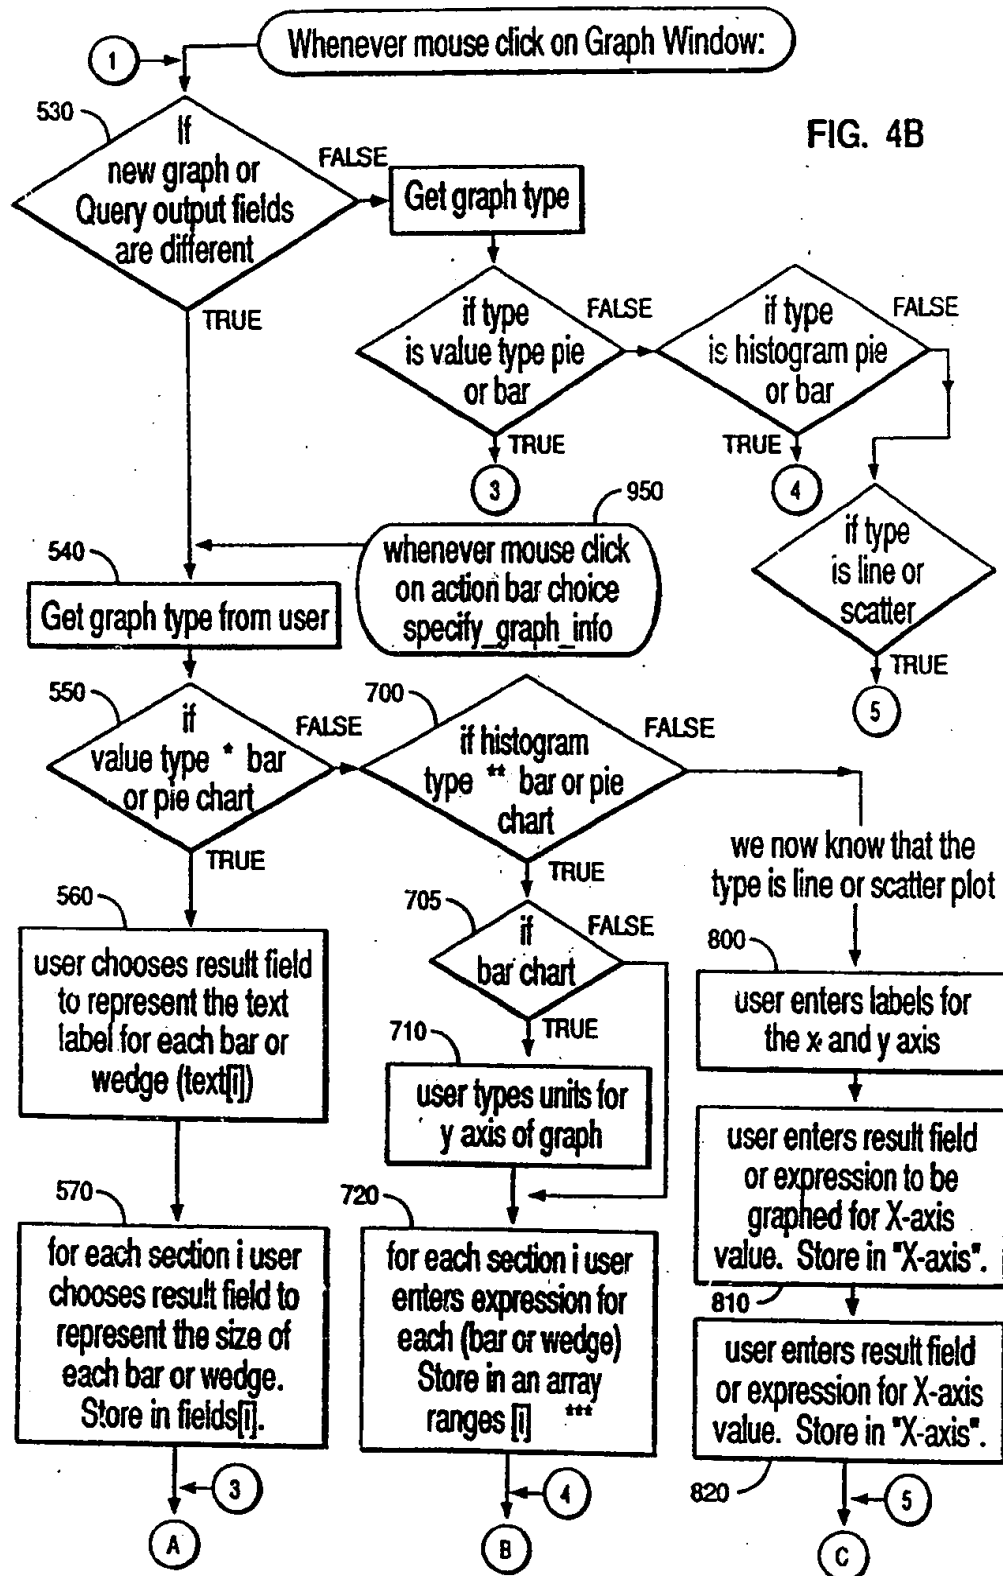 Whenever mouse click on Graph Window:
1
530
If
new graph or
Query output fields
are different
FALSE
TRUE
FIG. 4B
Get graph type
if type
is value type pie
or bar
FALSE
TRUE
3
if type
is histogram pie
or bar
FALSE
TRUE
4
if type
is line or
scatter
TRUE
5
950
whenever mouse click
on action bar choice
specify_graph_info
540
Get graph type from user
550
if
value type * bar
or pie chart
FALSE
TRUE
700
if histogram
type ** bar or pie
chart
FALSE
TRUE
we now know that the
type is line or scatter plot
560
user chooses result field
to represent the text
label for each bar or
wedge (text[i])
705
if
bar chart
FALSE
TRUE
710
user types units for
y axis of graph
800
user enters labels for
the x and y axis
user enters result field
or expression to be
graphed for X-axis
value. Store in "X-axis".
810
570
for each section i user
chooses result field to
represent the size of
each bar or wedge.
Store in fields[i].
720
for each section i user
enters expression for
each (bar or wedge)
Store in an array
ranges [i] ***
user enters result field
or expression for X-axis
value. Store in "X-axis".
820
3
A
4
B
5
C